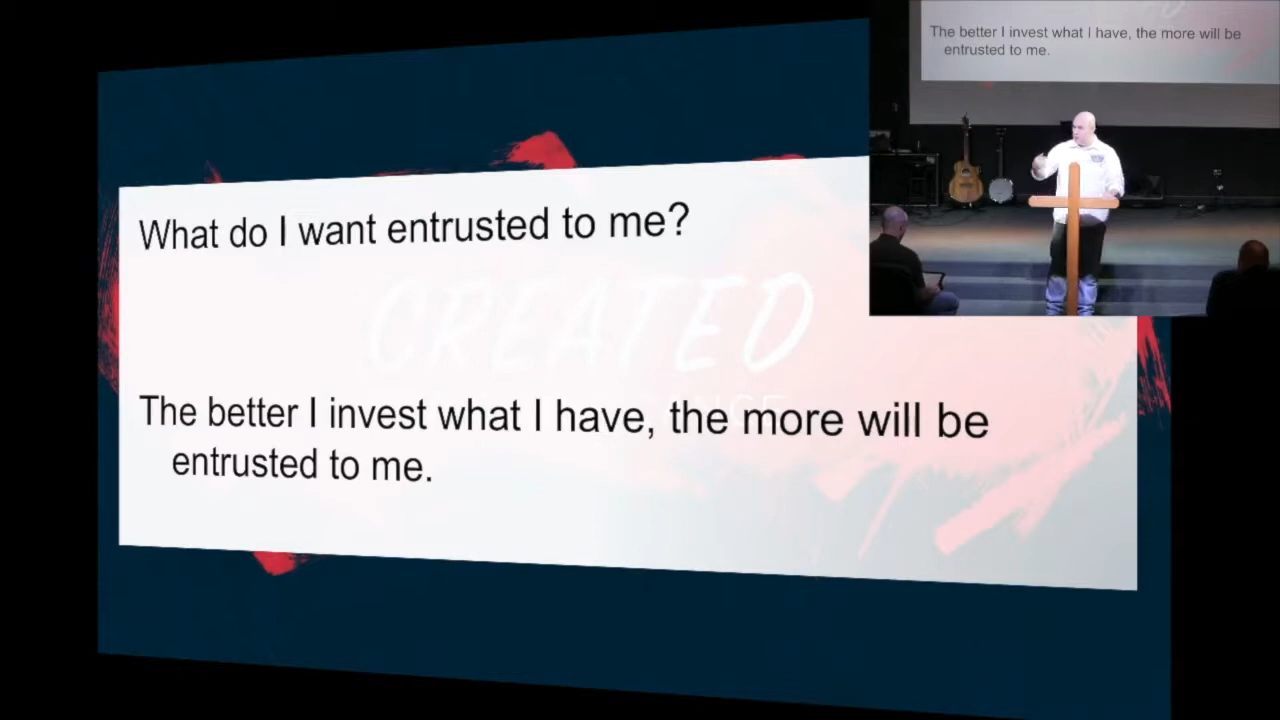 What do I want entrusted to me?
CREATED
The better I invest what I have, the more will be
entrusted to me.
The better I invest what I have, the more will be
entrusted to me.